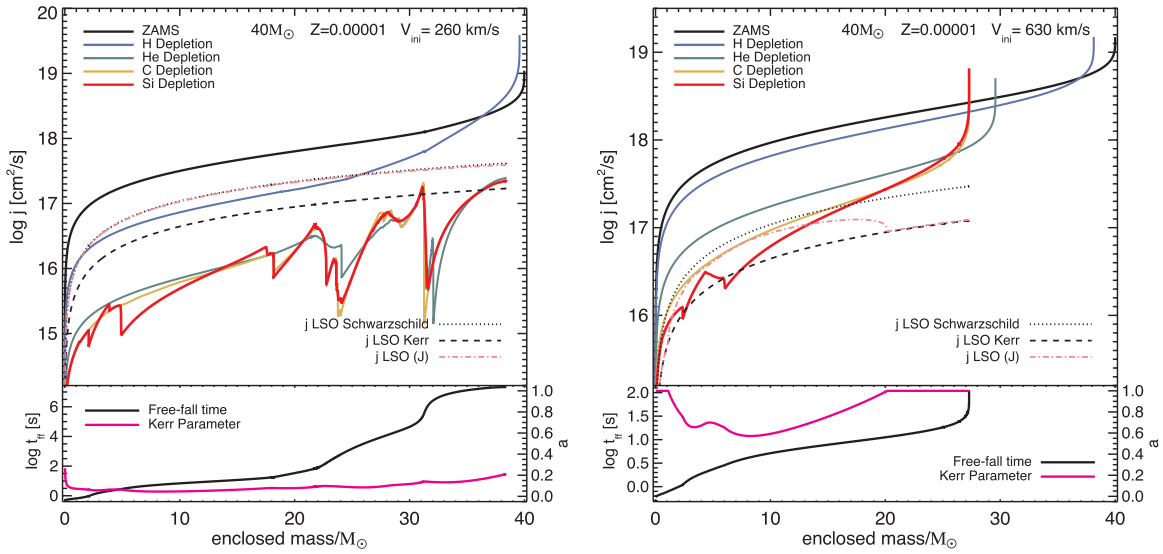 40M☉ Z=0.00001 V_ini= 260 km/s
ZAMS
H Depletion
He Depletion
C Depletion
Si Depletion
log j [cm²/s]
20
19
18
17
16
15
j LSO Schwarzschild
j LSO Kerr
j LSO (J)
log t_ff [s]
6
4
2
0
Free-fall time
Kerr Parameter
1.0
0.8
0.6
0.4
0.2
0.0
a
0 10 20 30 40
enclosed mass/M☉
40M☉ Z=0.00001 V_ini= 630 km/s
ZAMS
H Depletion
He Depletion
C Depletion
Si Depletion
log j [cm²/s]
19
18
17
16
j LSO Schwarzschild
j LSO Kerr
j LSO (J)
log t_ff [s]
2.0
1.5
1.0
0.5
0.0
Free-fall time
Kerr Parameter
1.0
0.8
0.6
0.4
0.2
0.0
a
0 10 20 30 40
enclosed mass/M☉